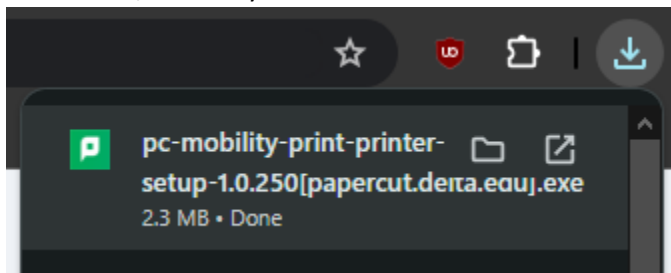 pc-mobility-print-printer-
setup-1.0.250[papercut.delta.edu].exe
2.3 MB • Done